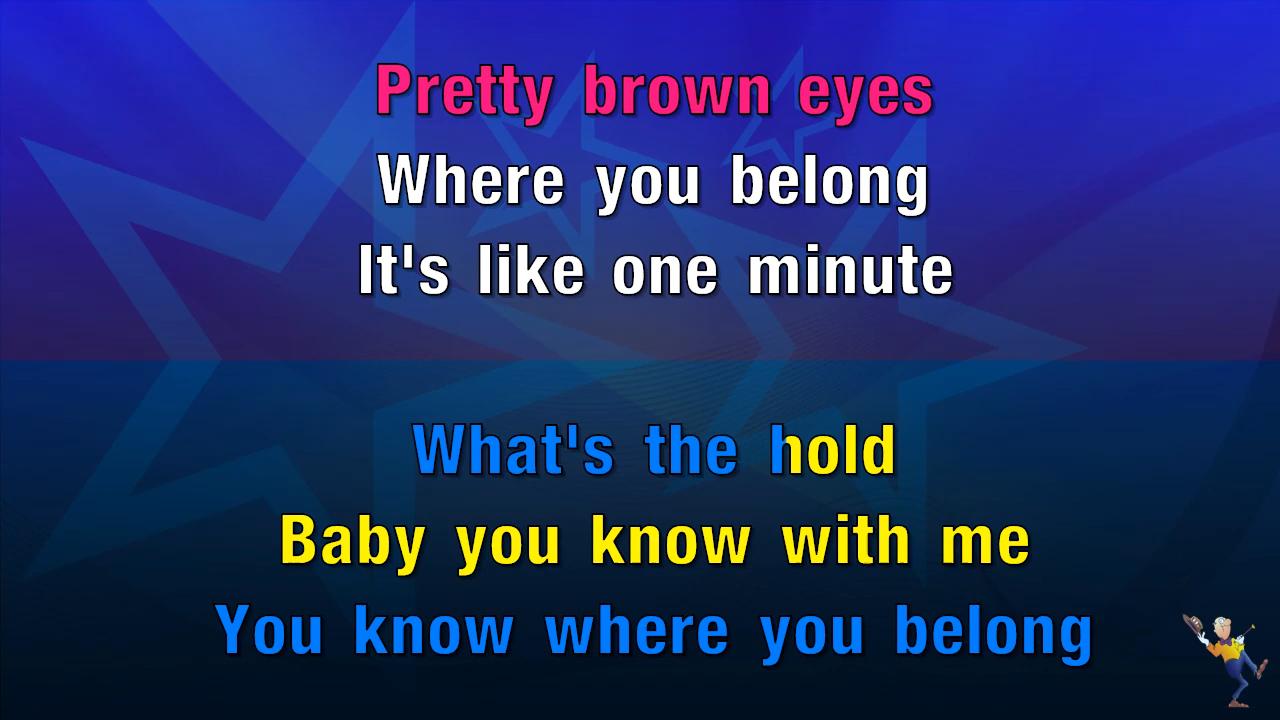 Pretty brown eyes
Where you belong
It's like one minute
What's the hold
Baby you know with me
You know where you belong